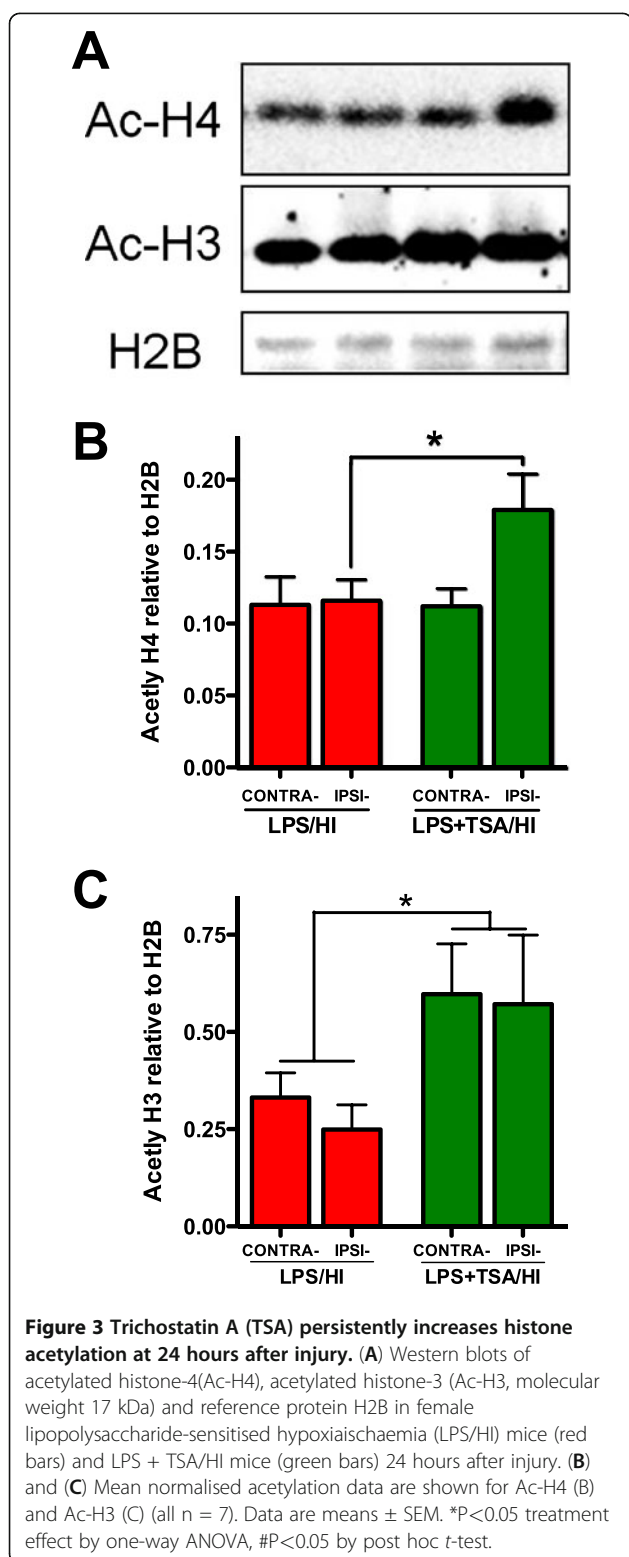 A
Ac-H4
Ac-H3
H2B
B
*
Acetly H4 relative to H2B
0.20
0.15
0.10
0.05
0.00
CONTRA- IPSI- CONTRA- IPSI-
LPS/HI LPS+TSA/HI
C
*
Acetly H3 relative to H2B
0.75
0.50
0.25
0.00
CONTRA- IPSI- CONTRA- IPSI-
LPS/HI LPS+TSA/HI
Figure 3 Trichostatin A (TSA) persistently increases histone
acetylation at 24 hours after injury. (A) Western blots of
acetylated histone-4(Ac-H4), acetylated histone-3 (Ac-H3, molecular
weight 17 kDa) and reference protein H2B in female
lipopolysaccharide-sensitised hypoxiaischaemia (LPS/HI) mice (red
bars) and LPS + TSA/HI mice (green bars) 24 hours after injury. (B)
and (C) Mean normalised acetylation data are shown for Ac-H4 (B)
and Ac-H3 (C) (all n = 7). Data are means ± SEM. *P<0.05 treatment
effect by one-way ANOVA, #P<0.05 by post hoc t-test.